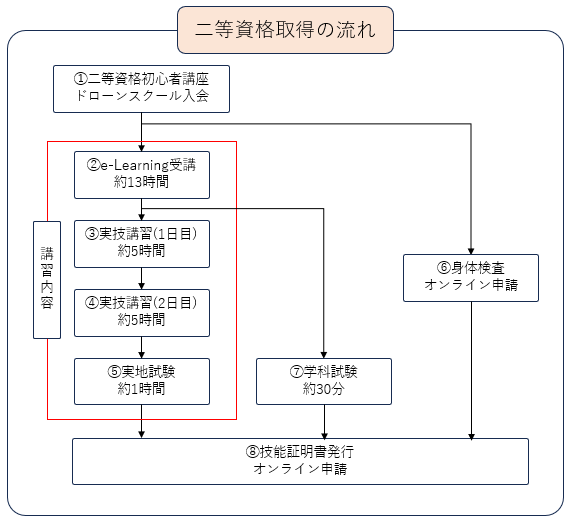 二等資格取得の流れ
①二等資格初心者講座
ドローンスクール入会
②e-Learning受講
約13時間
③実技講習(1日目)
約5時間
講習内容
④実技講習(2日目)
約5時間
⑤実地試験
約1時間
⑥身体検査
オンライン申請
⑦学科試験
約30分
⑧技能証明書発行
オンライン申請